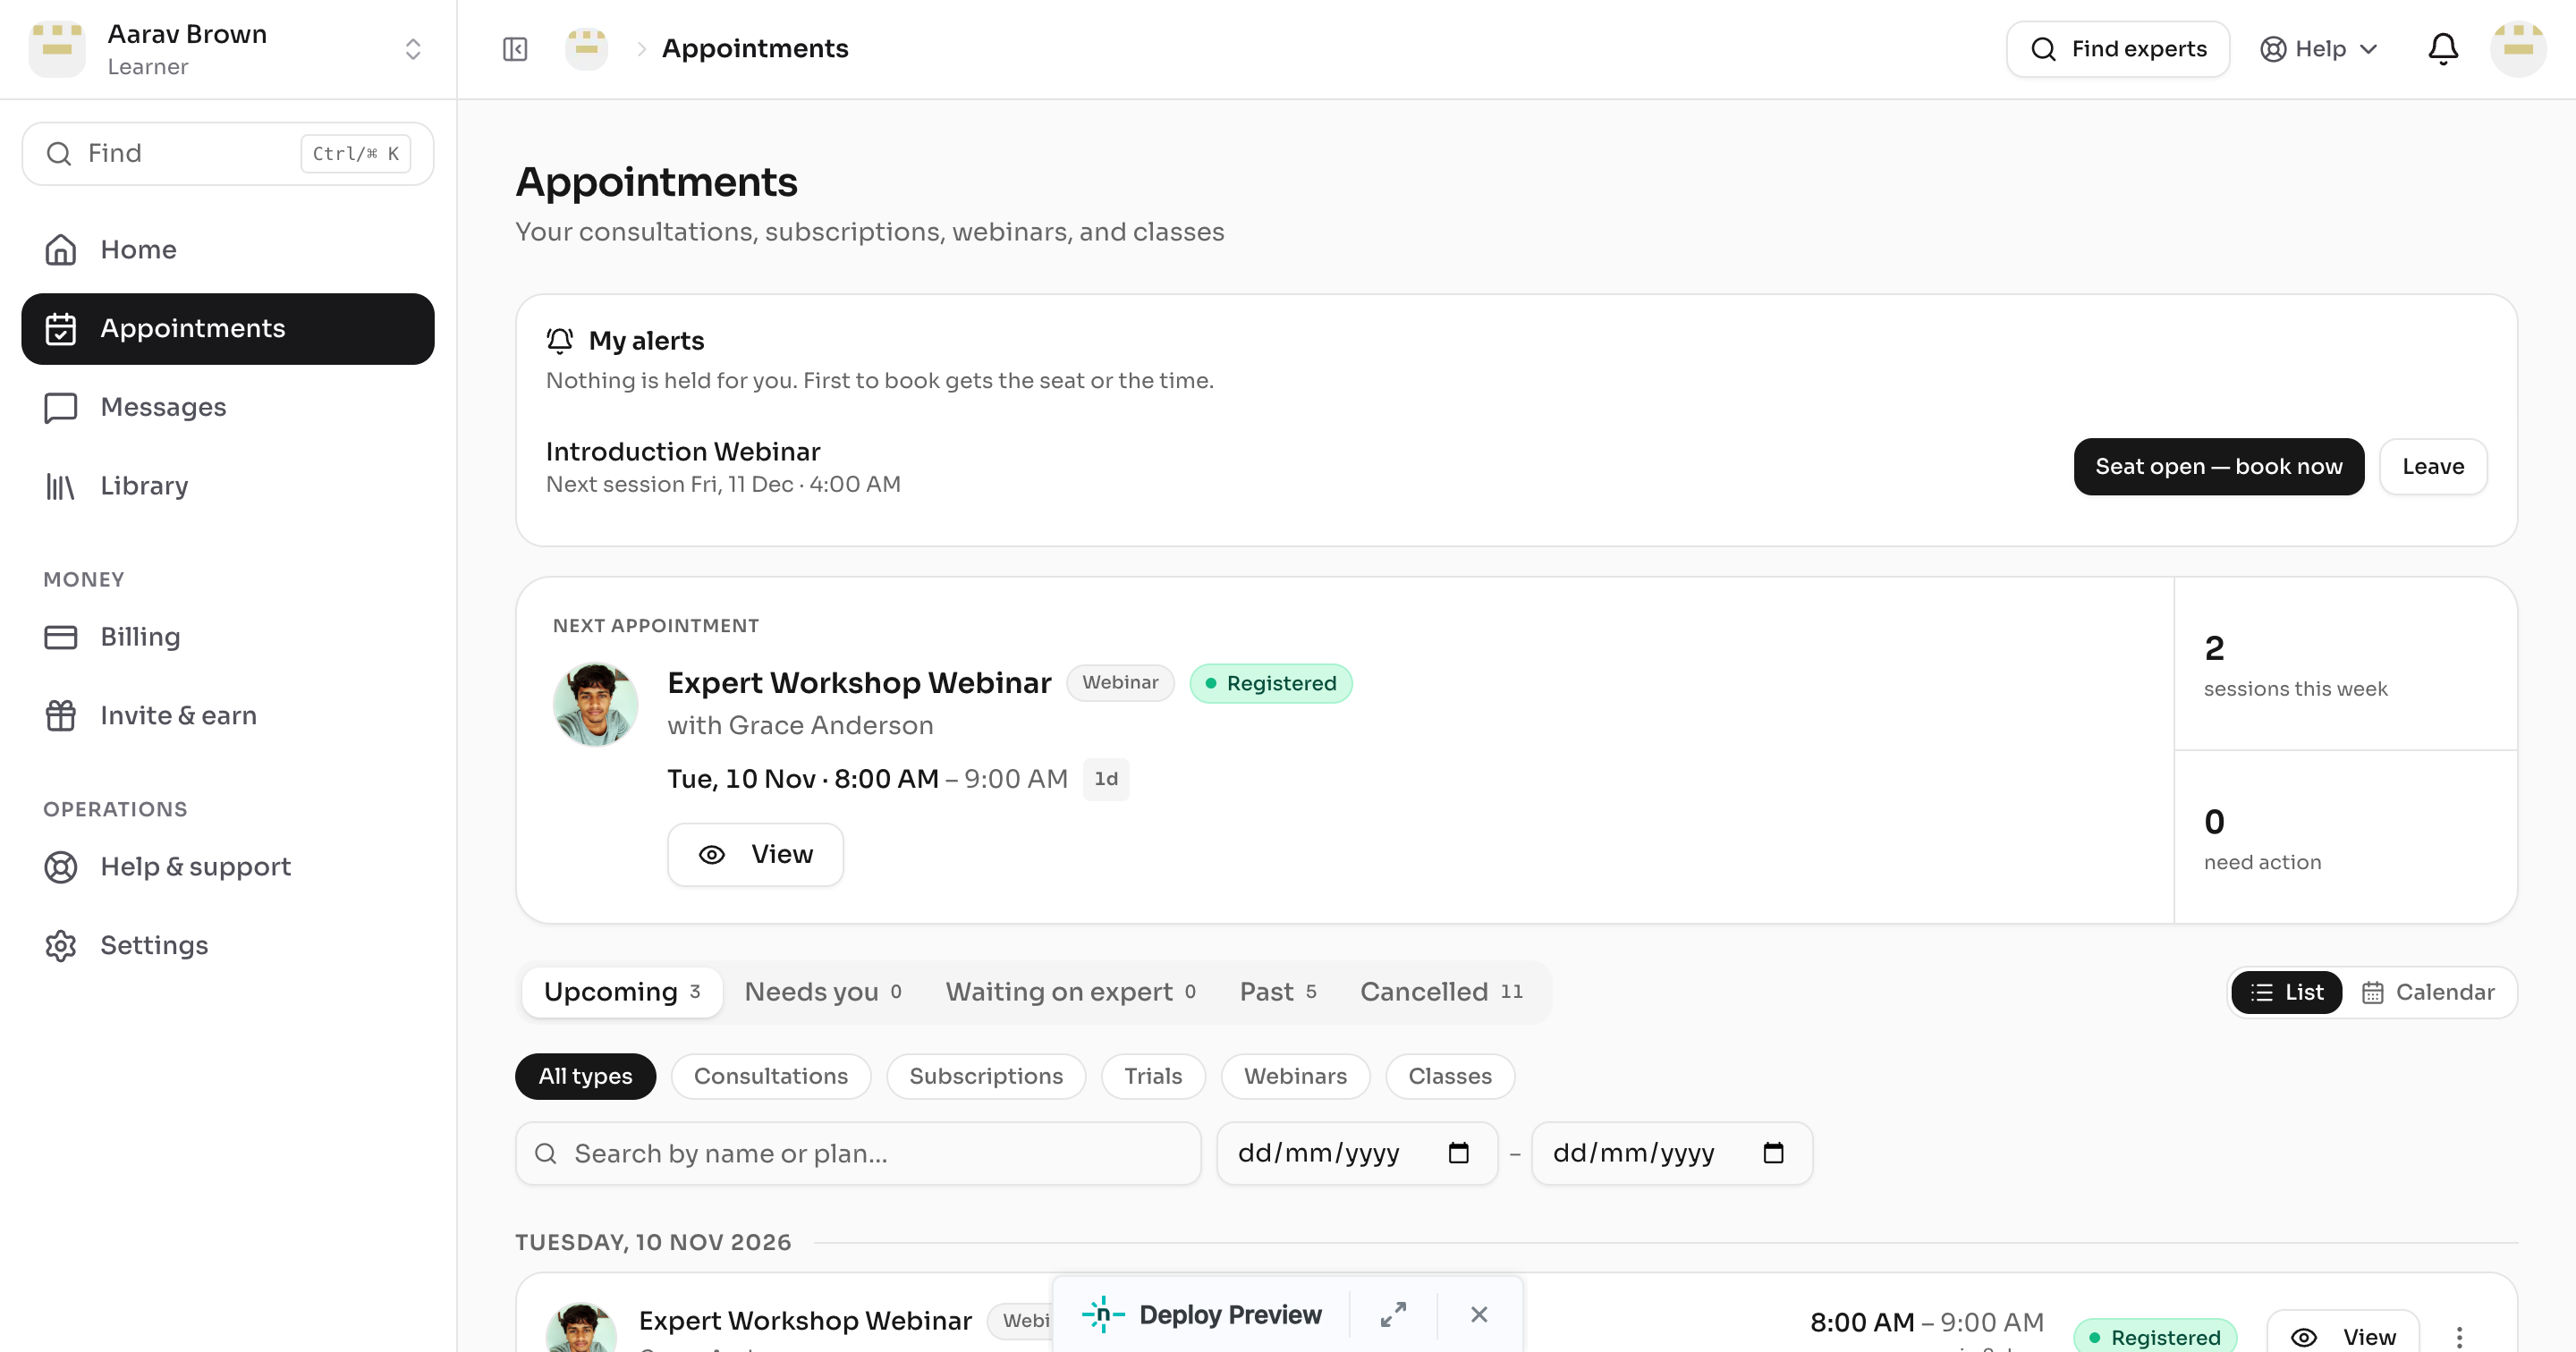 Aarav Brown
Learner
Appointments
Find experts
Help
Find
Ctrl/⌘ K
Home
Appointments
Messages
Library
MONEY
Billing
Invite & earn
OPERATIONS
Help & support
Settings
Appointments
Your consultations, subscriptions, webinars, and classes
My alerts
Nothing is held for you. First to book gets the seat or the time.
Introduction Webinar
Next session Fri, 11 Dec · 4:00 AM
Seat open — book now
Leave
NEXT APPOINTMENT
Expert Workshop Webinar Webinar Registered
with Grace Anderson
Tue, 10 Nov · 8:00 AM – 9:00 AM 1d
View
2
sessions this week
0
need action
Upcoming 3 Needs you 0 Waiting on expert 0 Past 5 Cancelled 11
List Calendar
All types Consultations Subscriptions Trials Webinars Classes
Search by name or plan... dd/mm/yyyy – dd/mm/yyyy
TUESDAY, 10 NOV 2026
Expert Workshop Webinar
8:00 AM – 9:00 AM
Registered
View
Deploy Preview